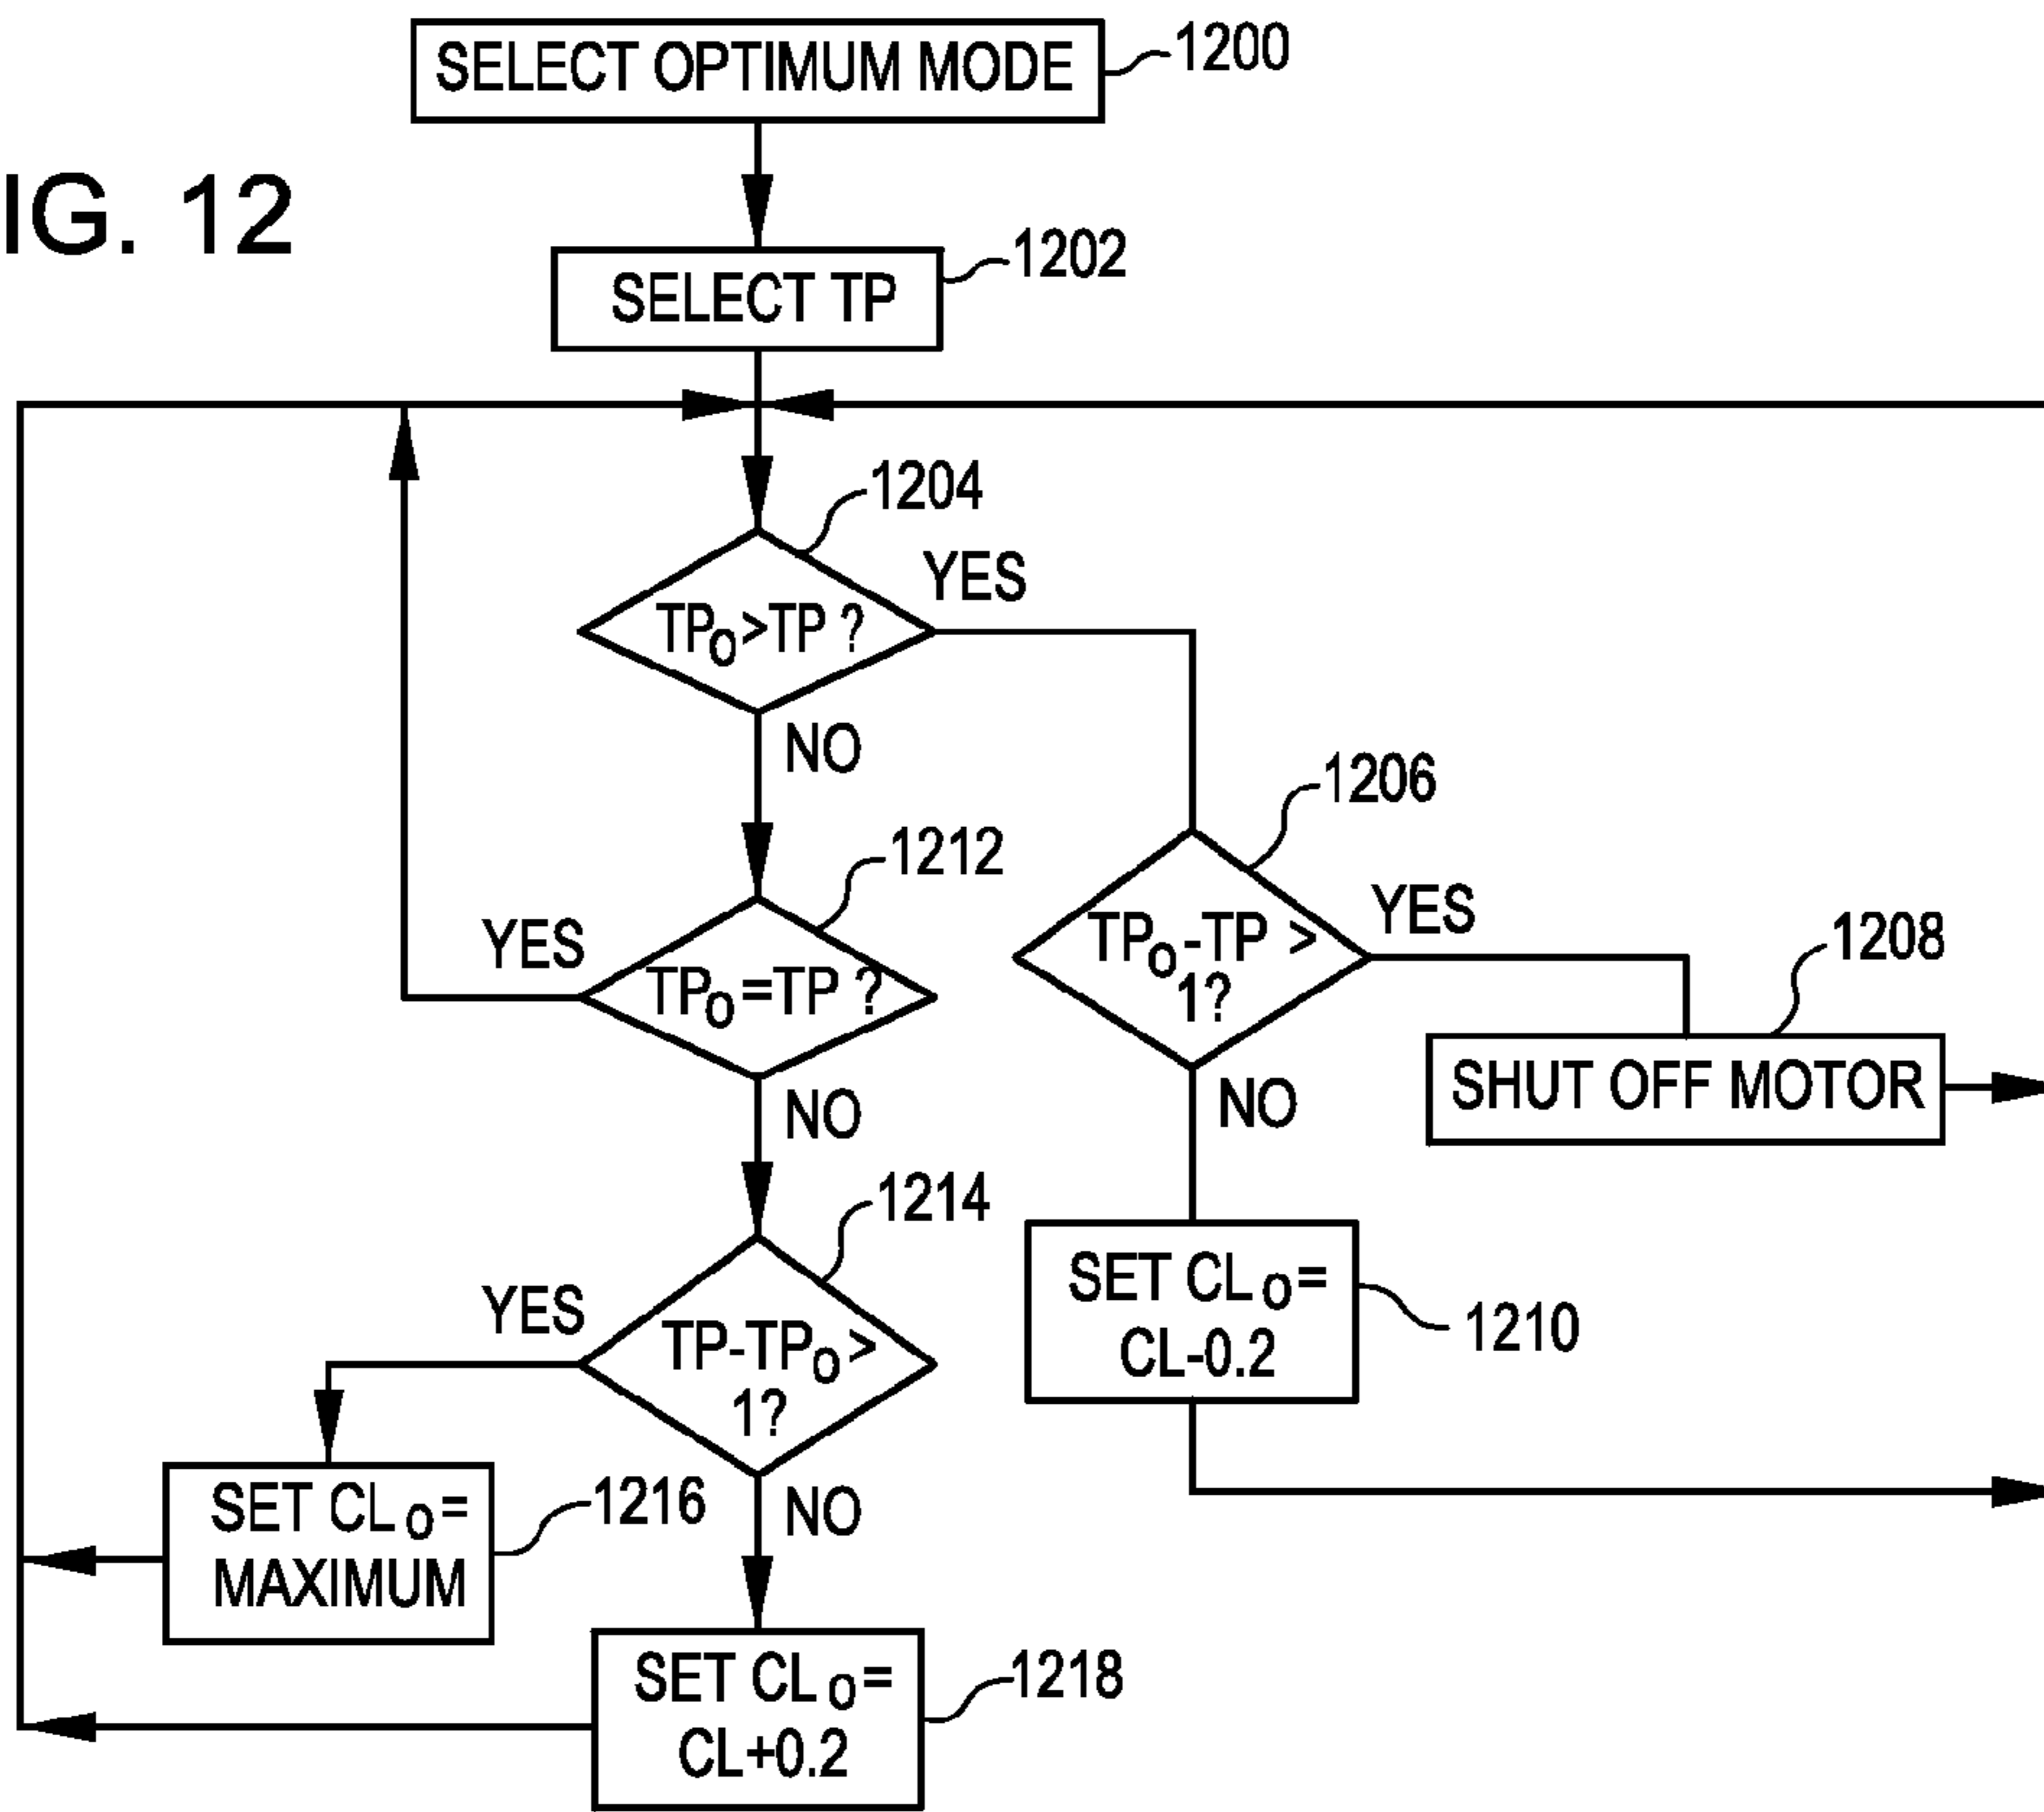 SELECT OPTIMUM MODE
1200
IG. 12
SELECT TP
1202
1204
TPo>TP ?
YES
NO
1206
TPo-TP >
1?
YES
NO
1208
SHUT OFF MOTOR
1212
TPo=TP ?
YES
NO
1214
TP-TPo >
1?
YES
NO
SET CLo=
CL-0.2
1210
SET CLo=
MAXIMUM
1216
SET CLo=
CL+0.2
1218